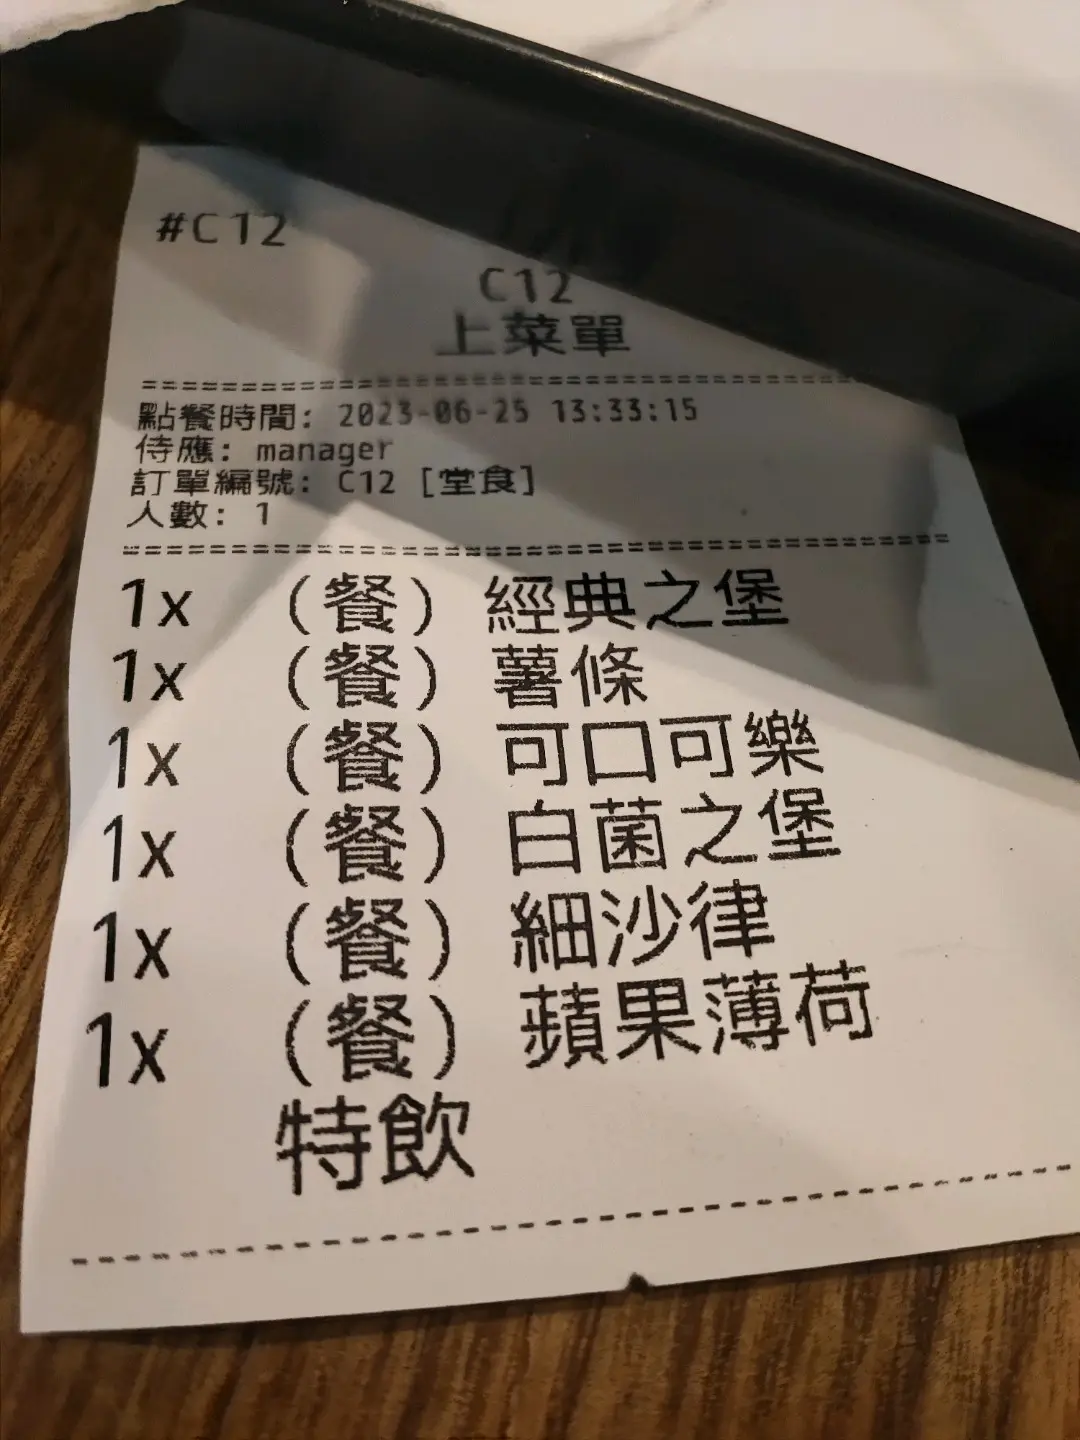 #C12
C12
上菜單
================================
點餐時間: 2023-06-25 13:33:15
侍應: manager
訂單編號: C12 [堂食]
人數: 1
================================
1x (餐) 經典之堡
1x (餐) 薯條
1x (餐) 可口可樂
1x (餐) 白菌之堡
1x (餐) 細沙律
1x (餐) 蘋果薄荷
特飲
--------------------------------